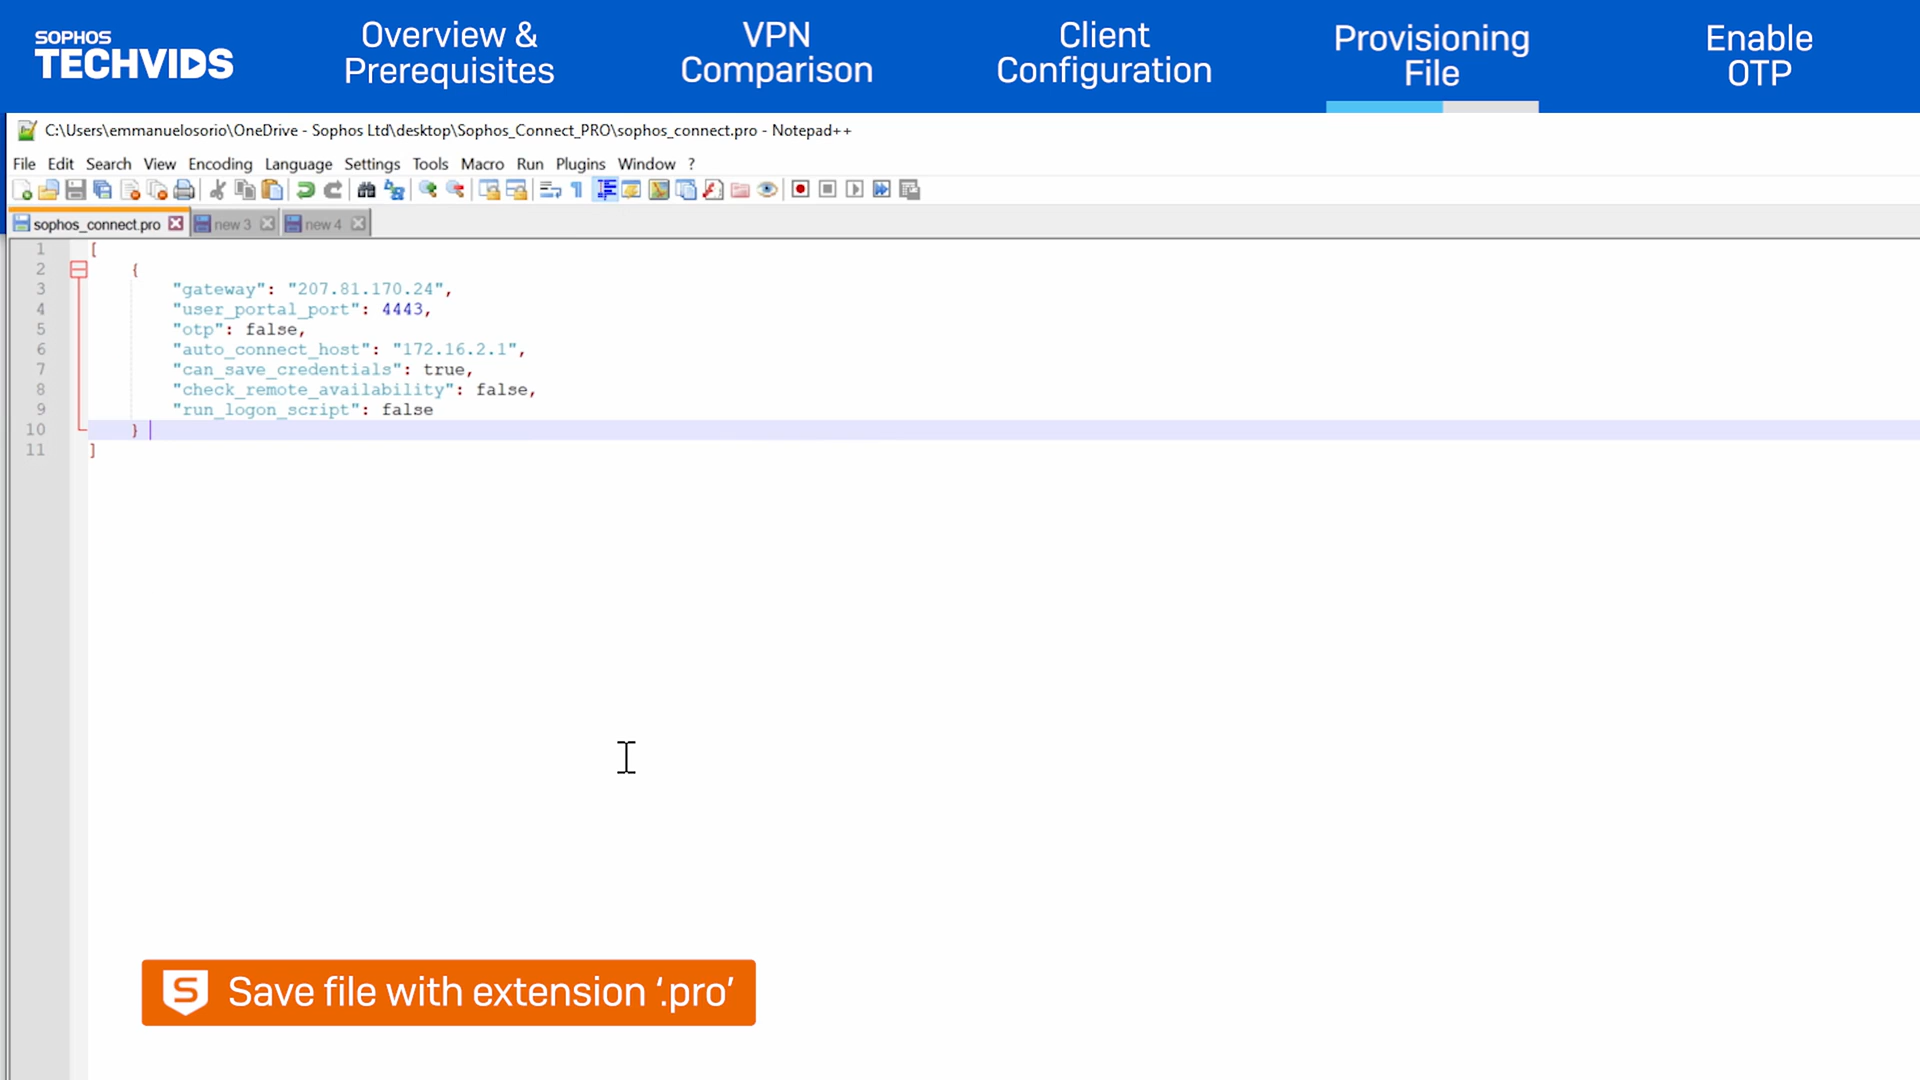 SOPHOS
TECHVIDS
Overview &
Prerequisites
VPN
Comparison
Client
Configuration
Provisioning
File
Enable
OTP
C:\Users\emmanuelosorio\OneDrive - Sophos Ltd\desktop\Sophos_Connect_PRO\sophos_connect.pro - Notepad++
File Edit Search View Encoding Language Settings Tools Macro Run Plugins Window ?
sophos_connect.pro new 3 new 4
1 [
2 {
3 "gateway": "207.81.170.24",
4 "user_portal_port": 4443,
5 "otp": false,
6 "auto_connect_host": "172.16.2.1",
7 "can_save_credentials": true,
8 "check_remote_availability": false,
9 "run_logon_script": false
10 }
11 ]
S Save file with extension ‘.pro’